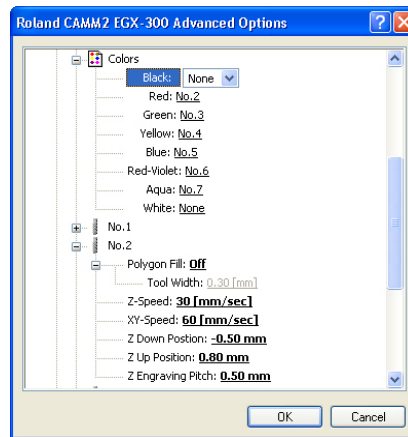 Roland CAMM2 EGX-300 Advanced Options
Colors
Black: None
Red: No.2
Green: No.3
Yellow: No.4
Blue: No.5
Red-Violet: No.6
Aqua: No.7
White: None
No.1
No.2
Polygon Fill: Off
Tool Width: 0.30 [mm]
Z-Speed: 30 [mm/sec]
XY-Speed: 60 [mm/sec]
Z Down Postion: -0.50 mm
Z Up Position: 0.80 mm
Z Engraving Pitch: 0.50 mm
OK Cancel